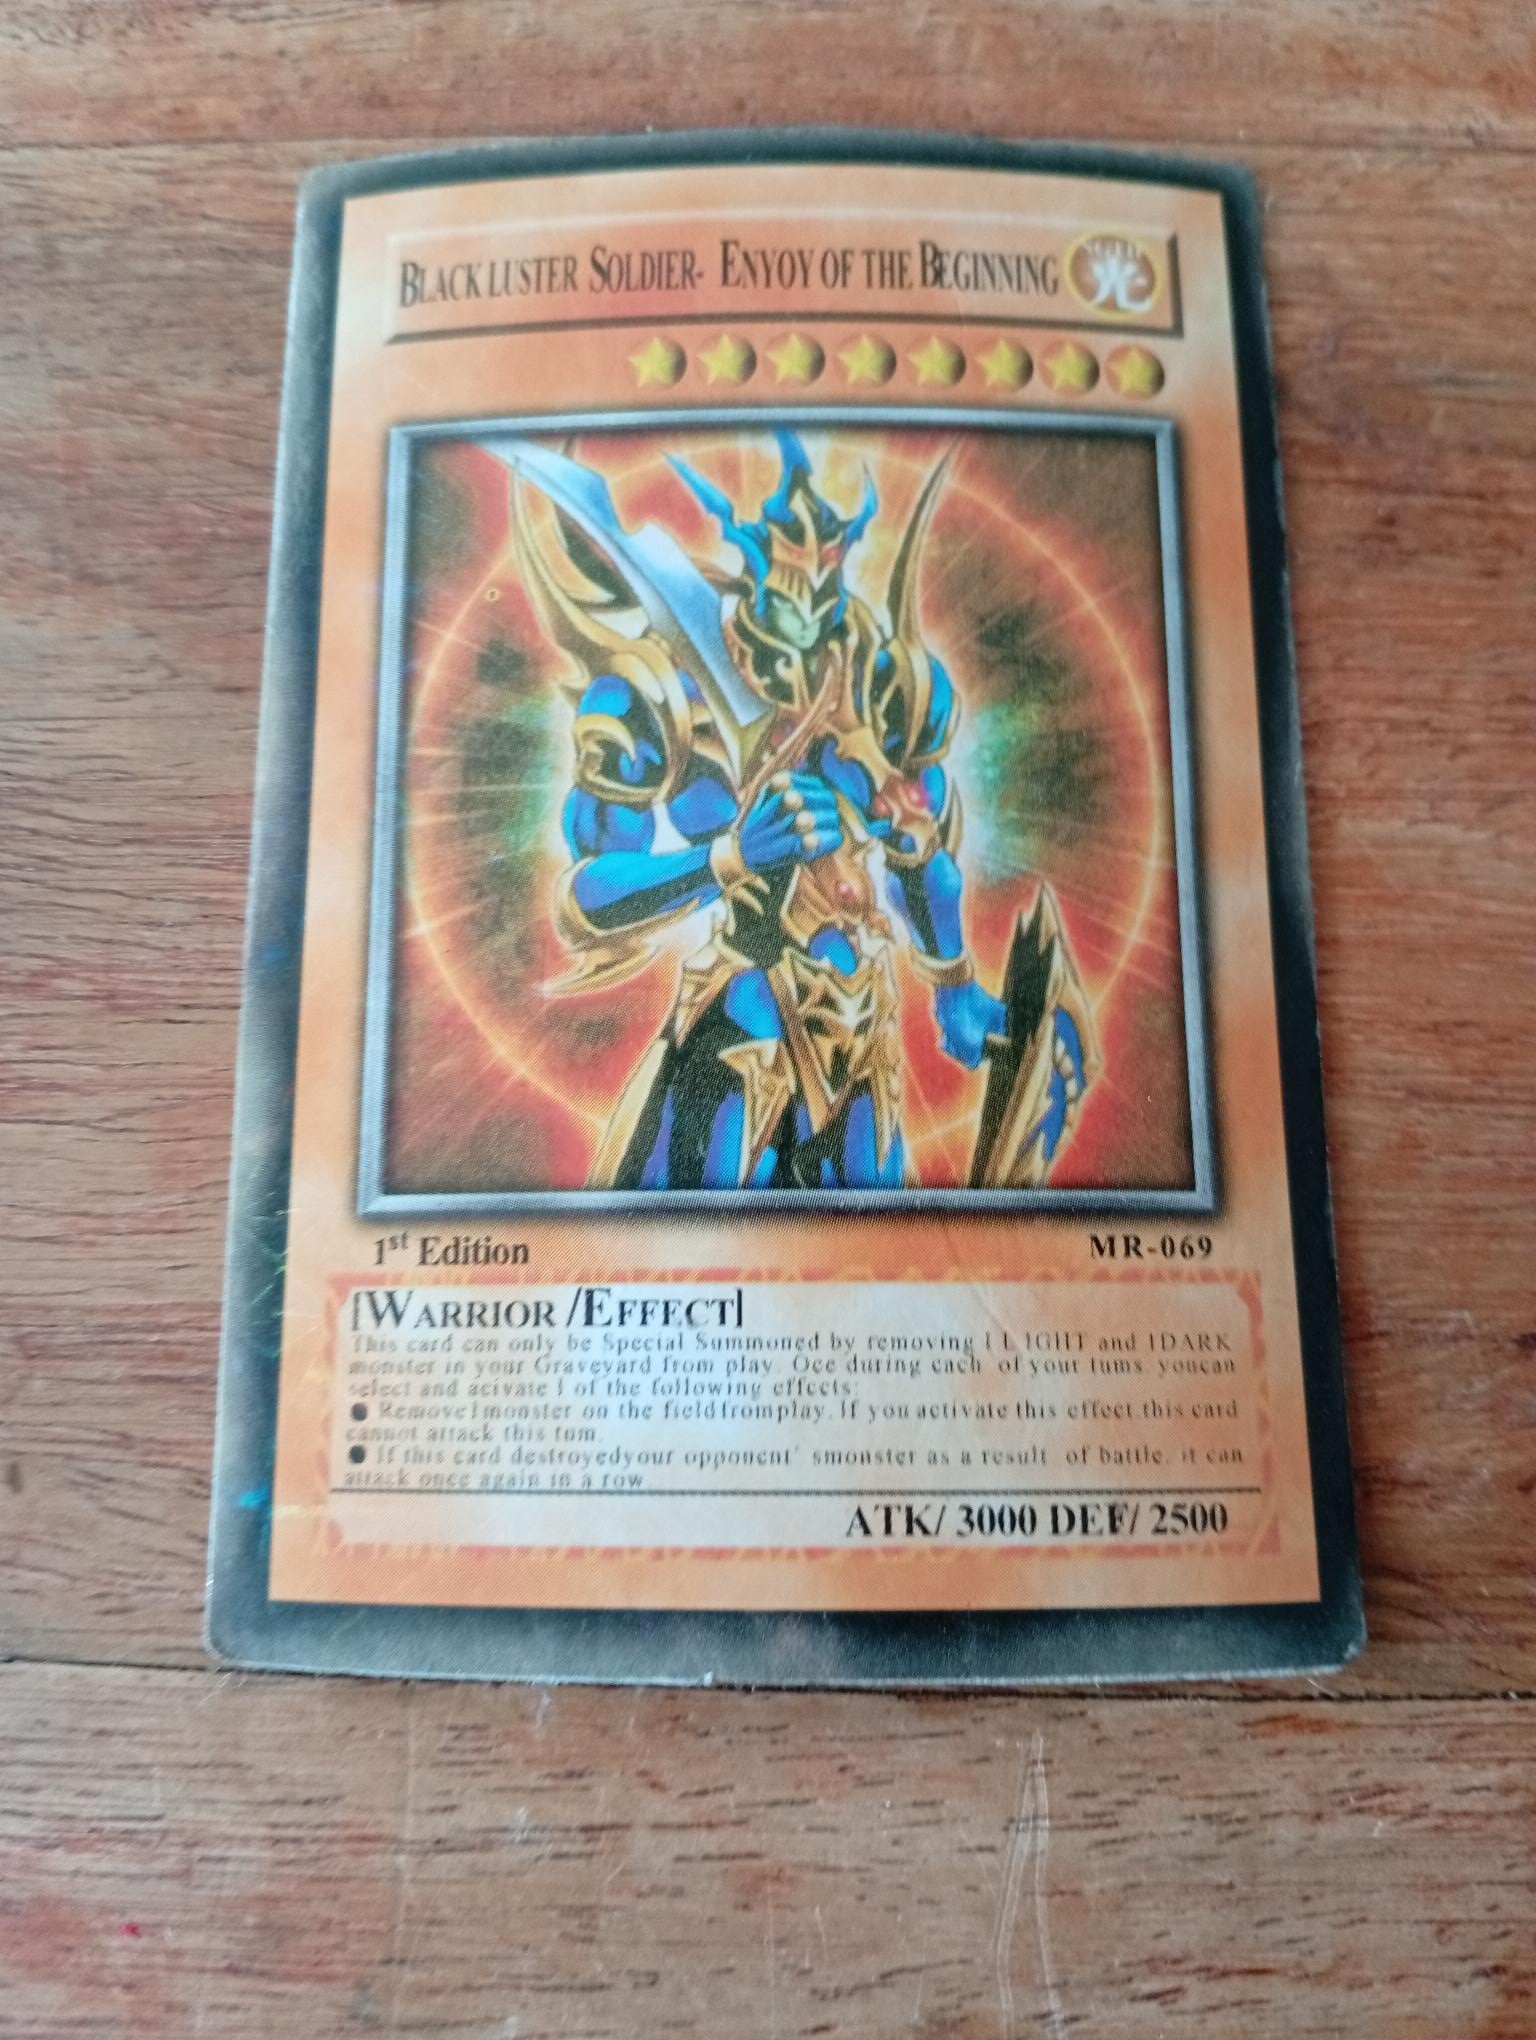 BLACK LUSTER SOLDIER- ENYOY OF THE BEGINNING
LIGHT
光
1st Edition
MR-069
[WARRIOR /EFFECT]
This card can only be Special Summoned by removing 1 L IGHT and 1DARK
monster in your Graveyard from play. Oce during each of your tums, youcan
select and acivate 1 of the following effects:
● Remove1monster on the fieldfromplay. If you activate this effect.this card
cannot attack this tum.
● If this card destroyedyour opponent' smonster as a result of battle, it can
attack once again in a row.
ATK/ 3000 DEF/ 2500